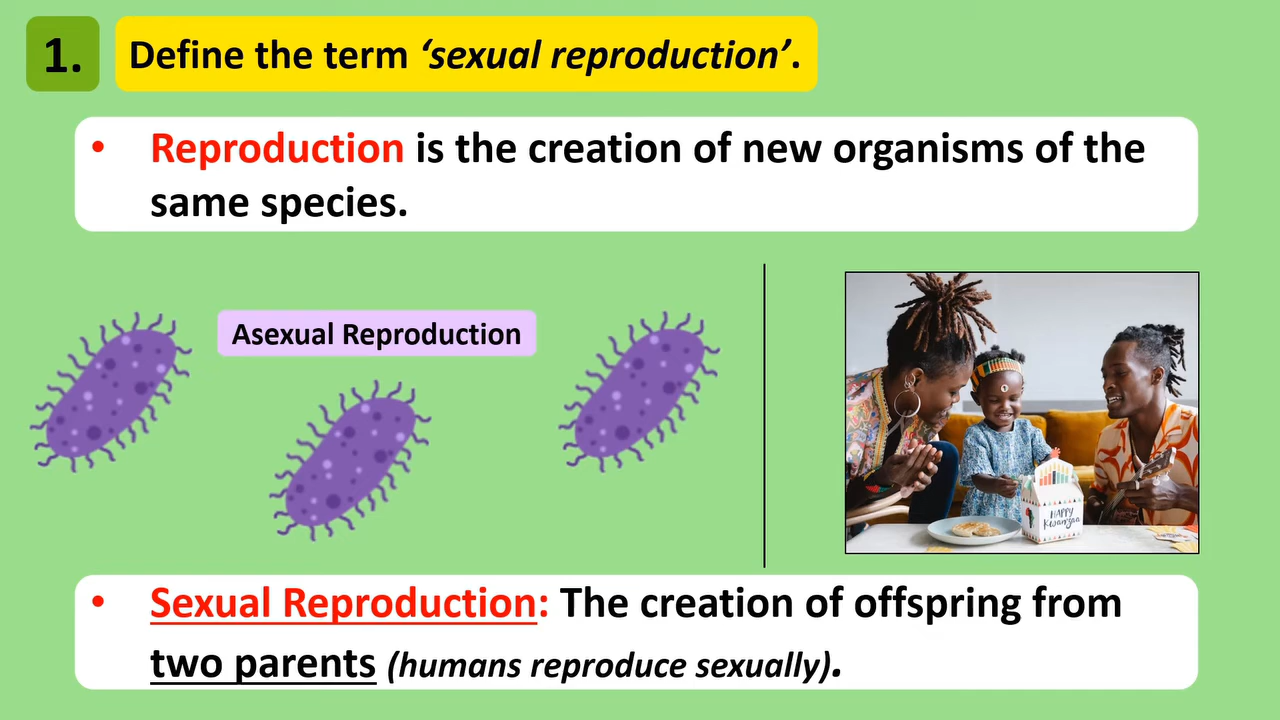 1.
Define the term ‘sexual reproduction’.
• Reproduction is the creation of new organisms of the
same species.
Asexual Reproduction
HAPPY
Kwanzaa
• Sexual Reproduction: The creation of offspring from
two parents (humans reproduce sexually).